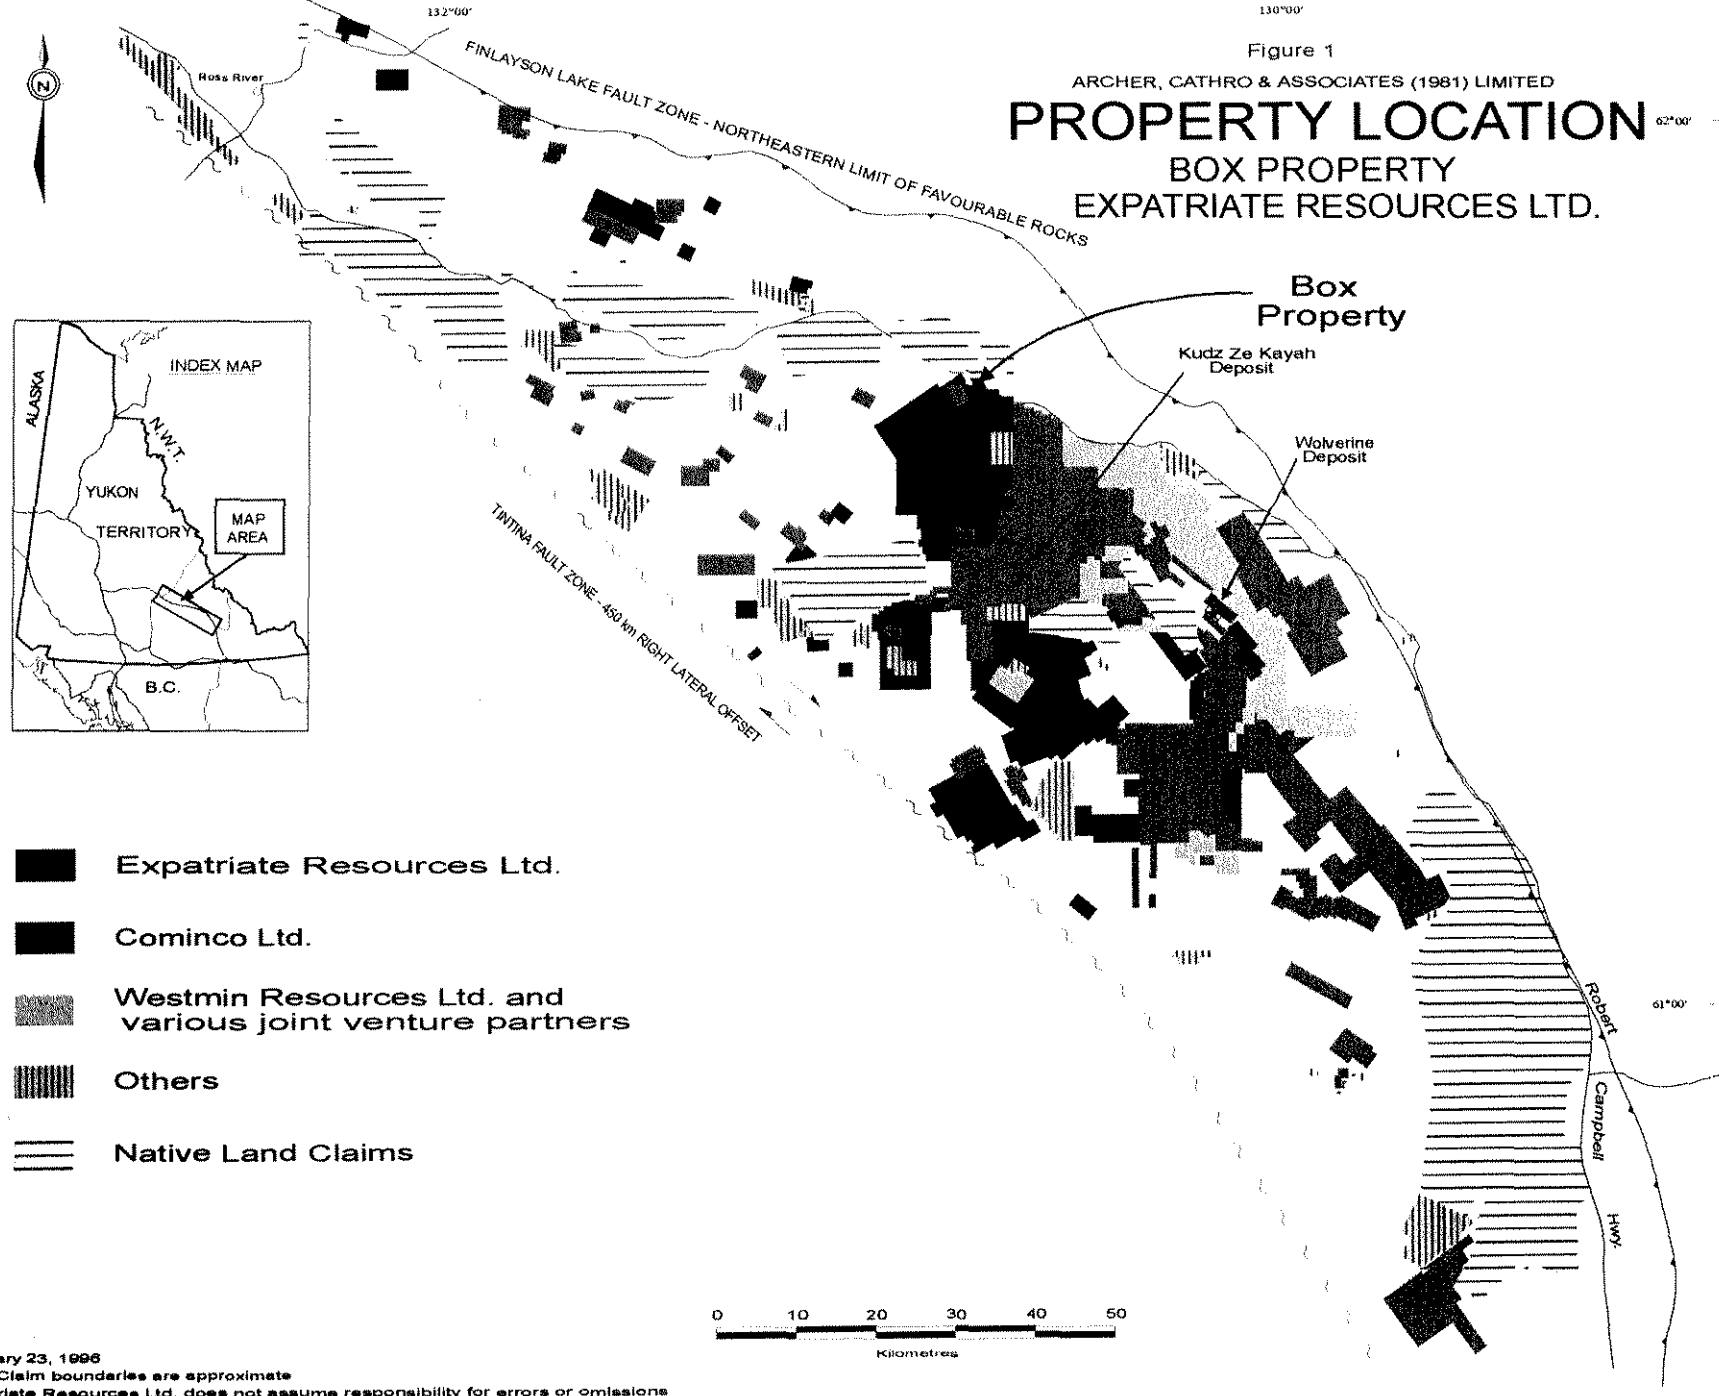 132°00'
130°00'
Figure 1
ARCHER, CATHRO & ASSOCIATES (1981) LIMITED
PROPERTY LOCATION
62°00'
BOX PROPERTY
EXPATRIATE RESOURCES LTD.
N
Ross River
FINLAYSON LAKE FAULT ZONE - NORTHEASTERN LIMIT OF FAVOURABLE ROCKS
Box
Property
Kudz Ze Kayah
Deposit
Wolverine
Deposit
INDEX MAP
ALASKA
N.W.T.
YUKON
TERRITORY
MAP
AREA
B.C.
TINTINA FAULT ZONE - 450 km RIGHT LATERAL OFFSET
Expatriate Resources Ltd.
Cominco Ltd.
Westmin Resources Ltd. and
various joint venture partners
Others
Native Land Claims
61°00'
Robert
Campbell
HWY.
0 10 20 30 40 50
Kilometres
ary 23, 1996
Claim boundaries are approximate
riate Resources Ltd. does not assume responsibility for errors or omissions